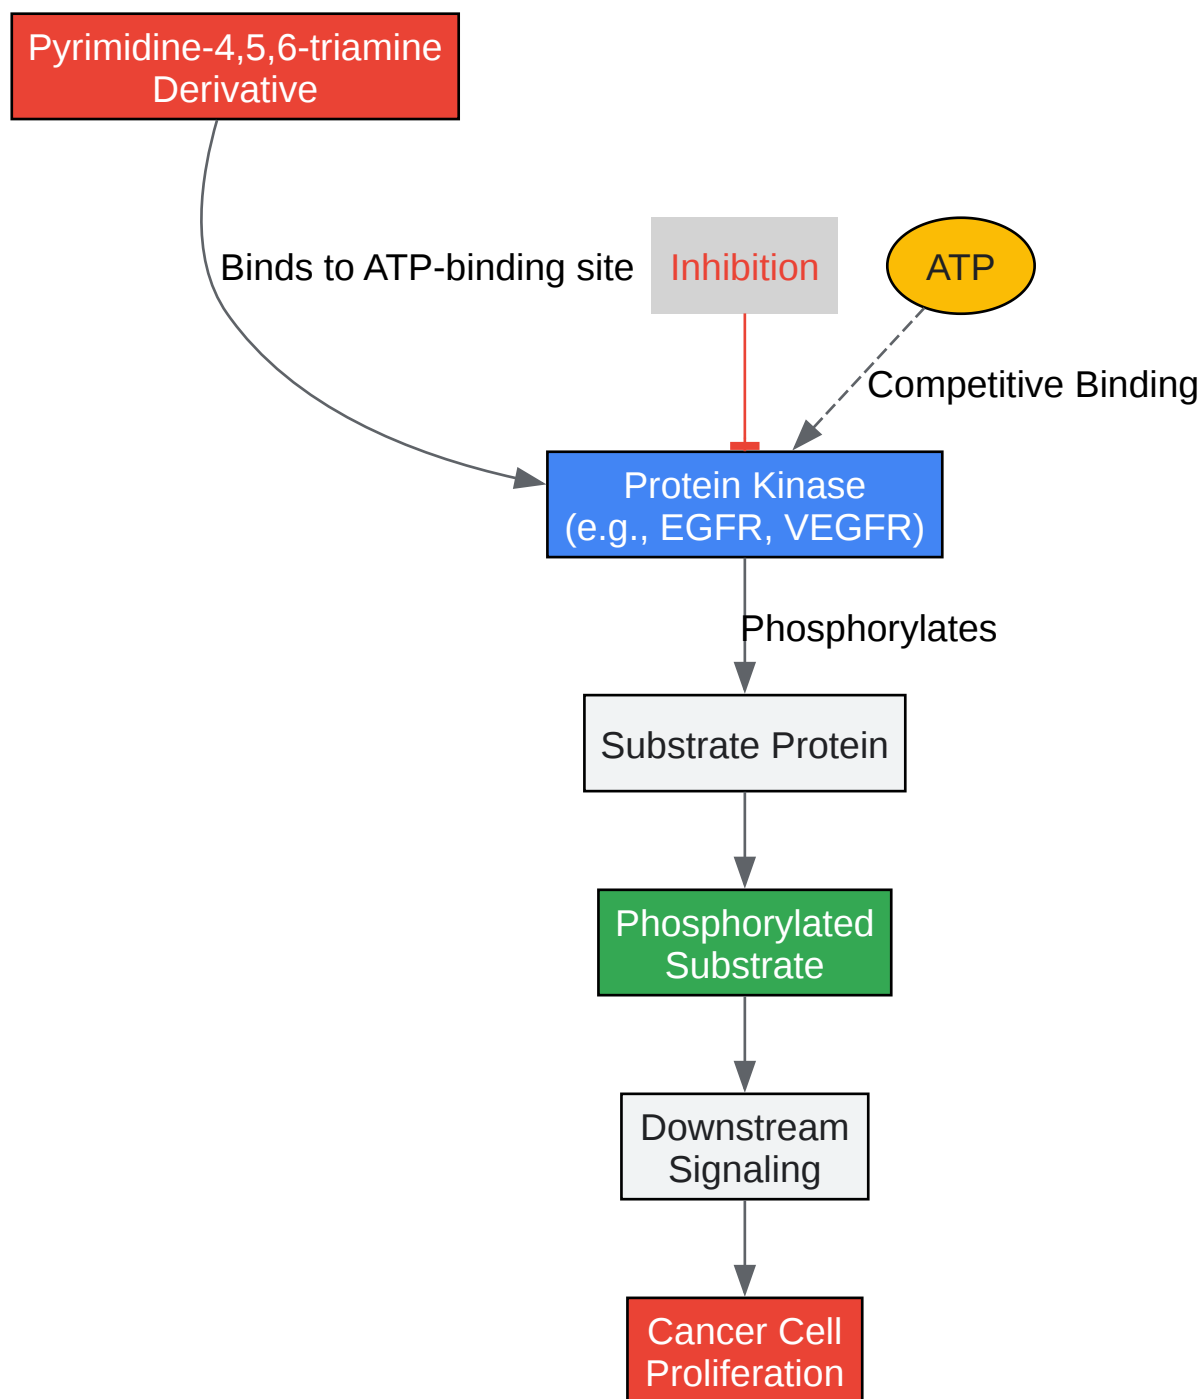 Pyrimidine-4,5,6-triamine
Derivative
Binds to ATP-binding site
Inhibition
ATP
Competitive Binding
Protein Kinase
(e.g., EGFR, VEGFR)
Phosphorylates
Substrate Protein
Phosphorylated
Substrate
Downstream
Signaling
Cancer Cell
Proliferation